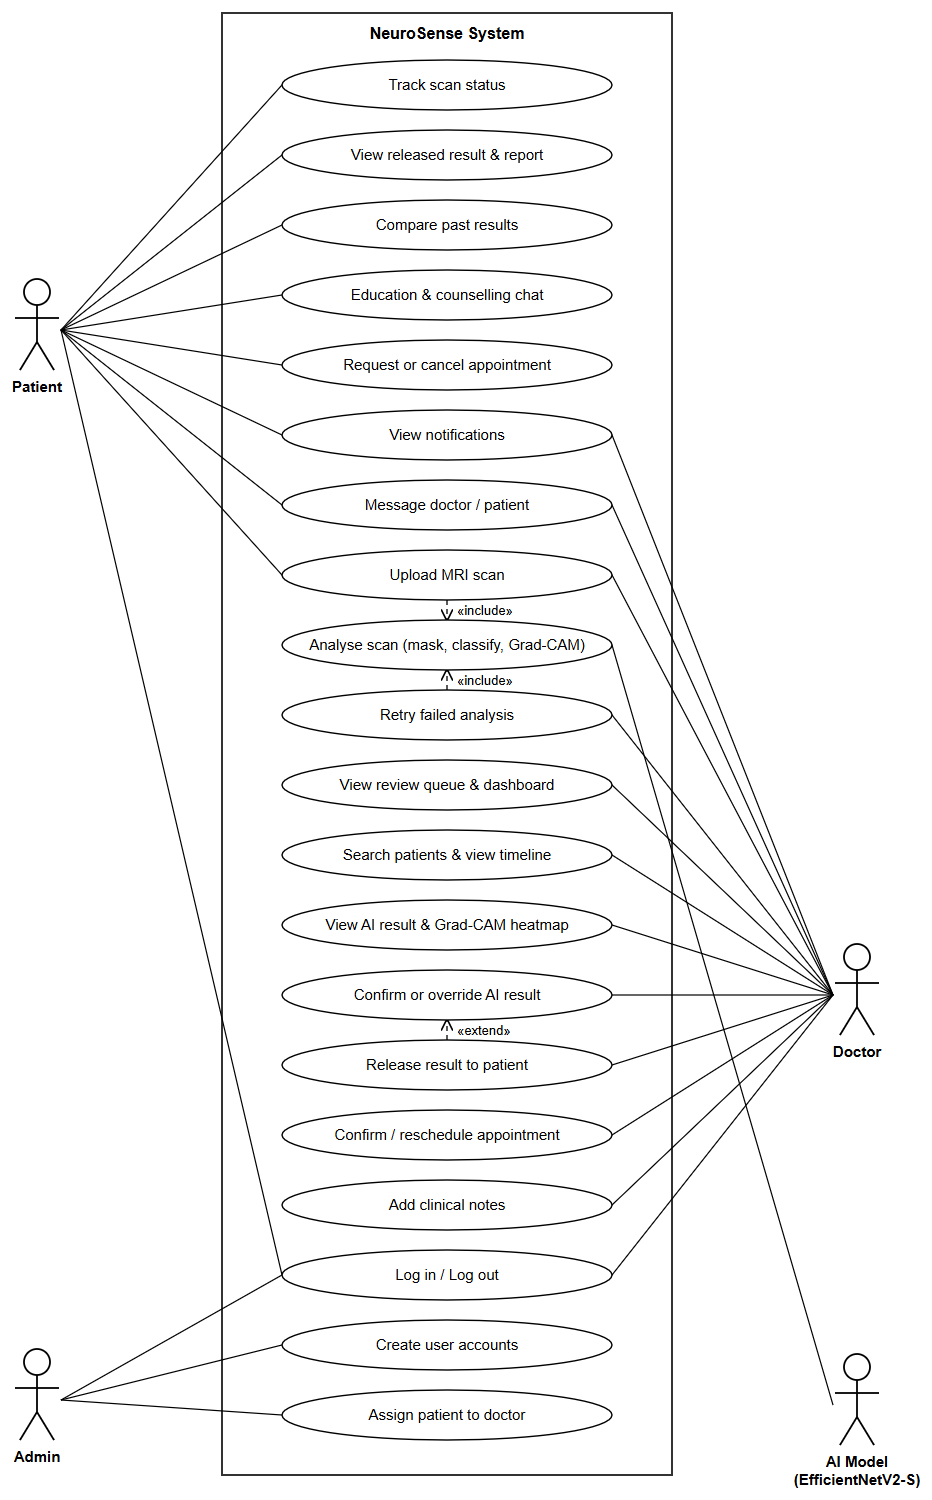 NeuroSense System
Track scan status
View released result & report
Compare past results
Education & counselling chat
Request or cancel appointment
Patient
View notifications
Message doctor / patient
Upload MRI scan
«include»
Analyse scan (mask, classify, Grad-CAM)
«include»
Retry failed analysis
View review queue & dashboard
Search patients & view timeline
View AI result & Grad-CAM heatmap
Confirm or override AI result
«extend»
Doctor
Release result to patient
Confirm / reschedule appointment
Add clinical notes
Log in / Log out
Create user accounts
Assign patient to doctor
Admin
AI Model
(EfficientNetV2-S)